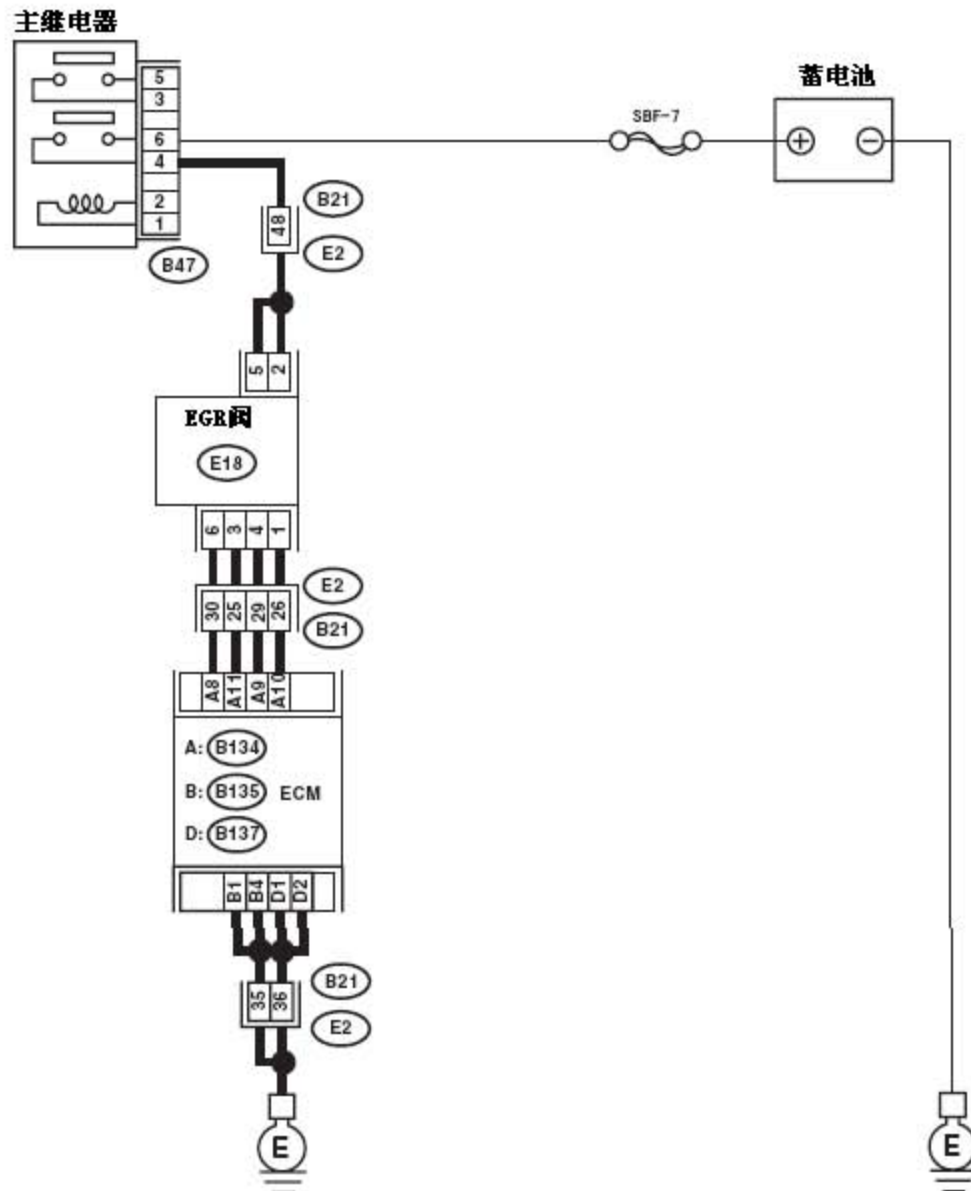 主继电器
蓄电池
5
3
6
4
2
1
SBF-7
+
-
B47
48
B21
E2
5 2
EGR阀
E18
6 3 4 1
E2
30 25 29 26
B21
A8 A11 A9 A10
A: B134
B: B135 ECM
D: B137
B1 B4 D1 D2
B21
35 36
E2
E
E